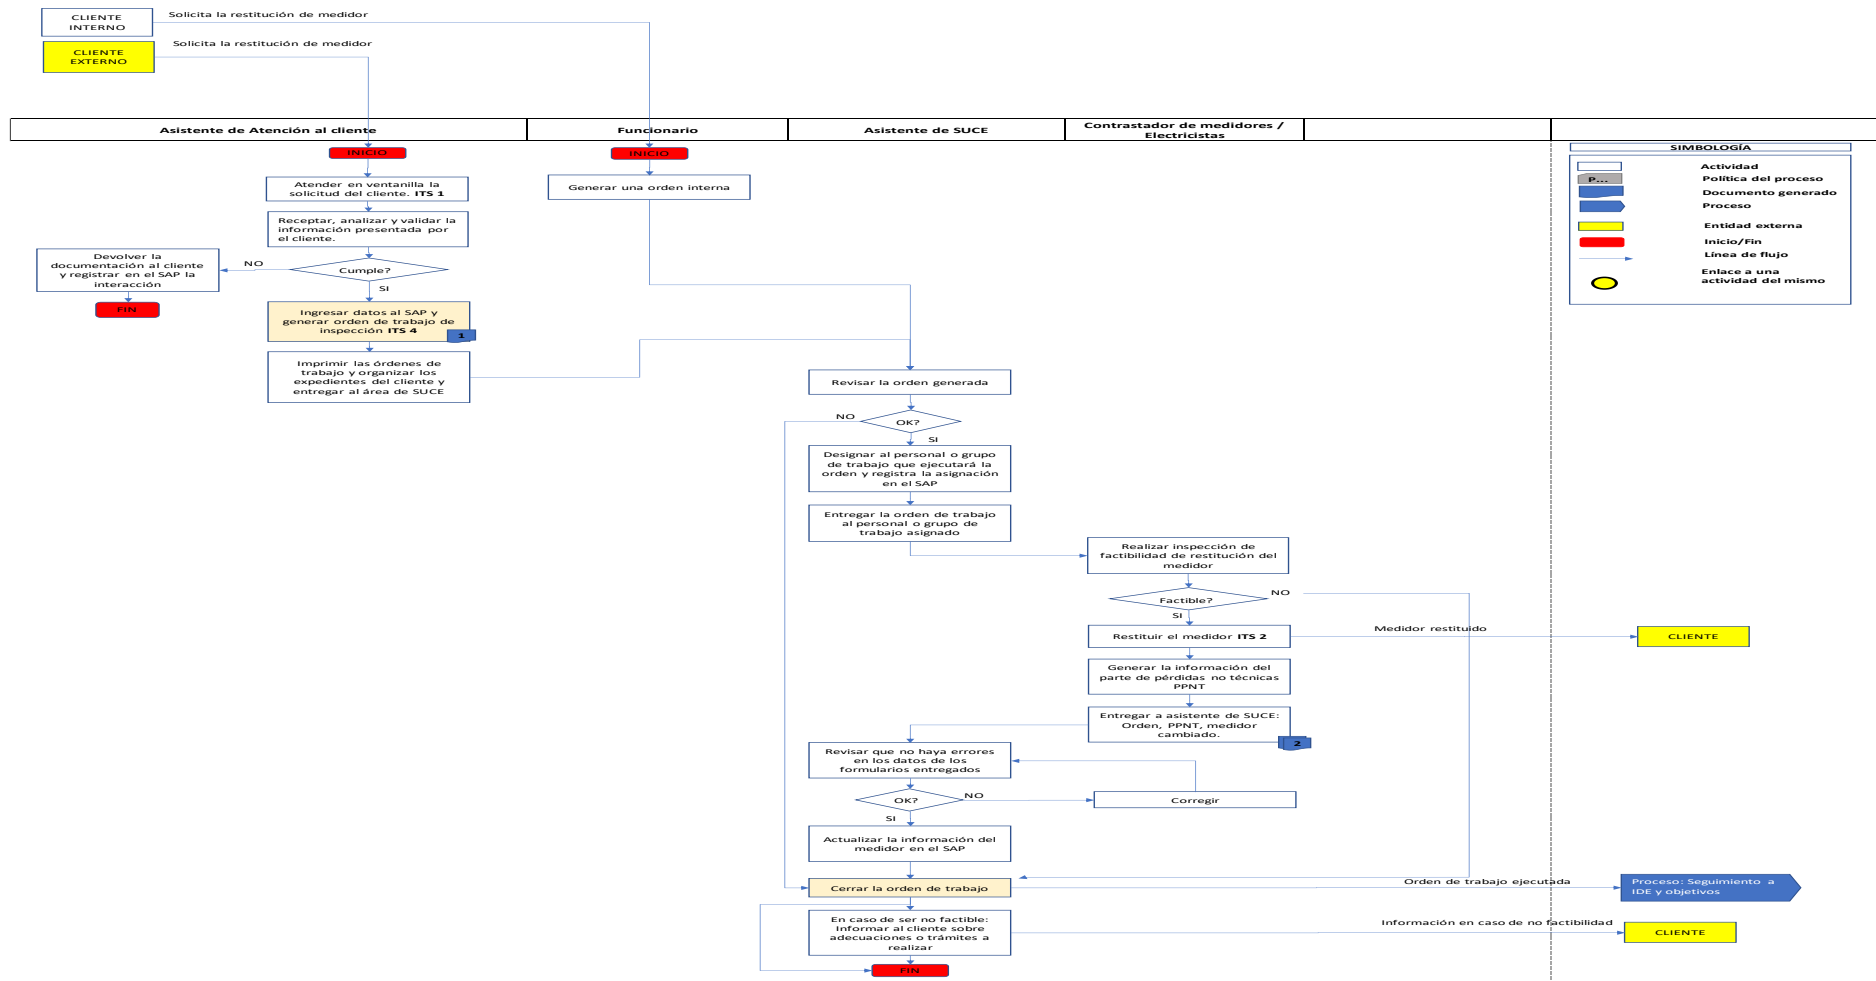 CLIENTE
INTERNO
Solicita la restitución de medidor
CLIENTE
EXTERNO
Solicita la restitución de medidor
Asistente de Atención al cliente
Funcionario
Asistente de SUCE
Contrastador de medidores /
Electricistas
INICIO
INICIO
SIMBOLOGÍA
Actividad
P...
Política del proceso
Documento generado
Proceso
Entidad externa
Inicio/Fin
Línea de flujo
Enlace a una
actividad del mismo
Atender en ventanilla la
solicitud del cliente. ITS 1
Generar una orden interna
Receptar, analizar y validar la
información presentada por
el cliente.
Cumple?
NO
SI
Devolver la
documentación al cliente
y registrar en el SAP la
interacción
FIN
Ingresar datos al SAP y
generar orden de trabajo de
inspección ITS 4
1
Imprimir las órdenes de
trabajo y organizar los
expedientes del cliente y
entregar al área de SUCE
Revisar la orden generada
OK?
NO
SI
Designar al personal o grupo
de trabajo que ejecutará la
orden y registra la asignación
en el SAP
Entregar la orden de trabajo
al personal o grupo de
trabajo asignado
Realizar inspección de
factibilidad de restitución del
medidor
Factible?
NO
SI
Restituir el medidor ITS 2
Medidor restituido
CLIENTE
Generar la información del
parte de pérdidas no técnicas
PPNT
Entregar a asistente de SUCE:
Orden, PPNT, medidor
cambiado.
2
Revisar que no haya errores
en los datos de los
formularios entregados
OK?
NO
SI
Corregir
Actualizar la información del
medidor en el SAP
Cerrar la orden de trabajo
Orden de trabajo ejecutada
Proceso: Seguimiento a
IDE y objetivos
En caso de ser no factible:
Informar al cliente sobre
adecuaciones o trámites a
realizar
Información en caso de no factibilidad
CLIENTE
FIN